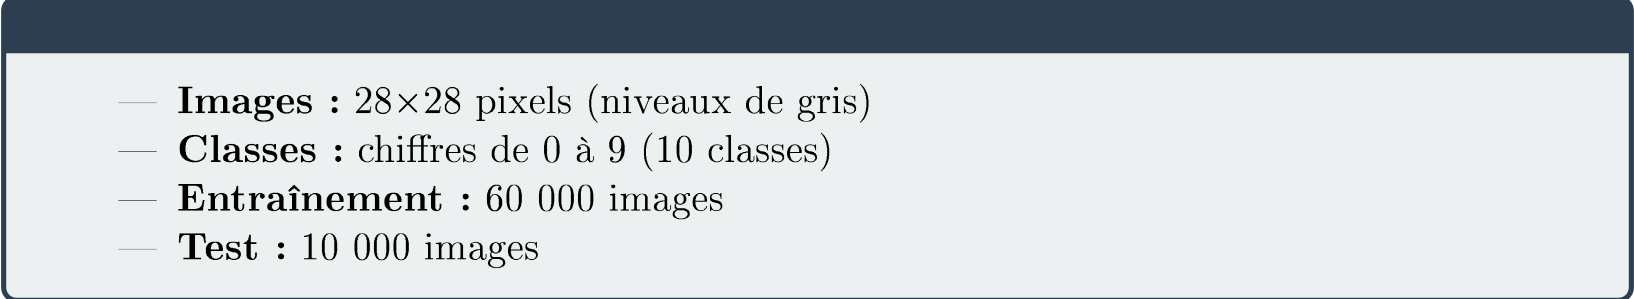 — Images : 28×28 pixels (niveaux de gris)
— Classes : chiffres de 0 à 9 (10 classes)
— Entraînement : 60 000 images
— Test : 10 000 images